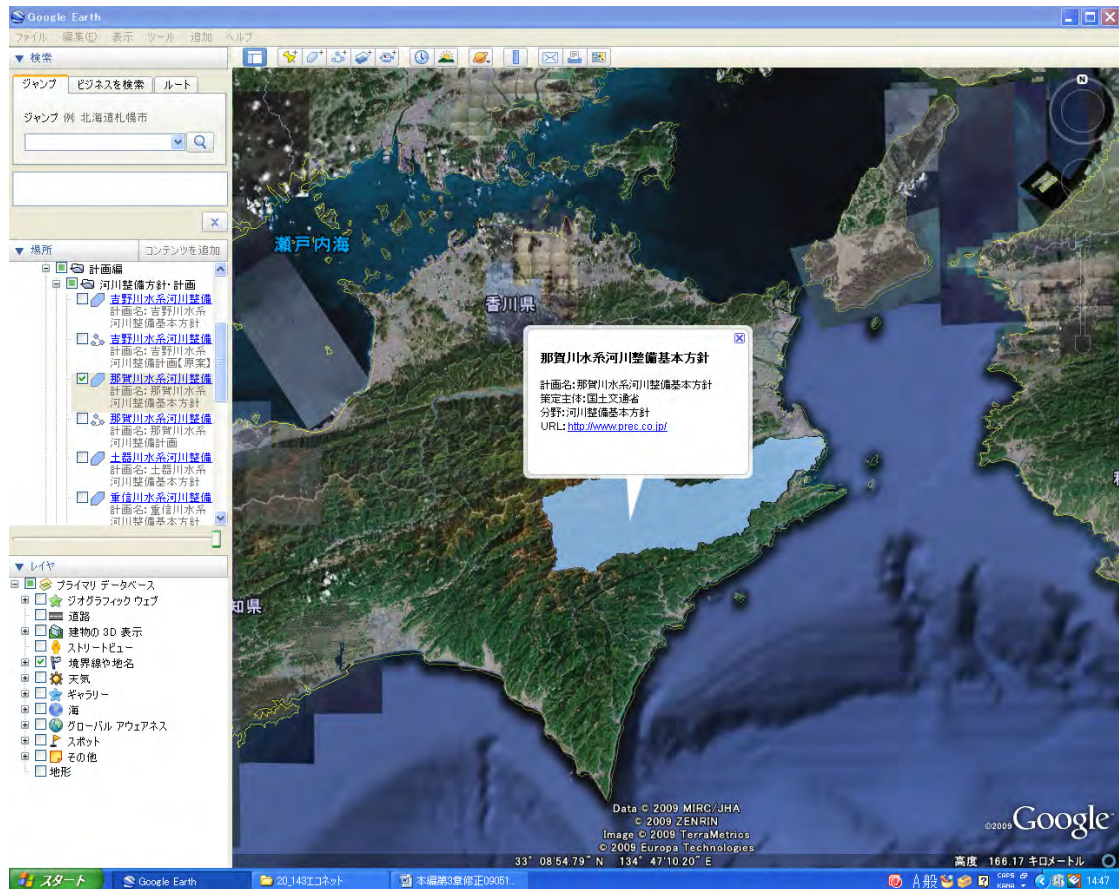 Google Earth
ファイル 編集(E) 表示 ツール 追加 ヘルプ
検索
ジャンプ ビジネスを検索 ルート
ジャンプ 例 北海道札幌市
場所 コンテンツを追加
計画編
河川整備方針・計画
吉野川水系河川整備
計画名: 吉野川水系
河川整備基本方針
吉野川水系河川整備
計画名: 吉野川水系
河川整備計画【原案】
那賀川水系河川整備
計画名: 那賀川水系
河川整備基本方針
那賀川水系河川整備
計画名: 那賀川水系
河川整備計画
土器川水系河川整備
計画名: 土器川水系
河川整備基本方針
重信川水系河川整備
計画名: 重信川水系
河川整備基本方針
レイヤ
プライマリ データベース
ジオグラフィック ウェブ
道路
建物の 3D 表示
ストリートビュー
境界線や地名
天気
ギャラリー
海
グローバル アウェアネス
スポット
その他
地形
N
瀬戸内海
香川県
知県
那賀川水系河川整備基本方針
計画名:那賀川水系河川整備基本方針
策定主体:国土交通省
分野:河川整備基本方針
URL: http://www.prec.co.jp/
Data © 2009 MIRC/JHA
© 2009 ZENRIN
Image © 2009 TerraMetrics
© 2009 Europa Technologies
©2009 Google
33° 08'54.79" N 134° 47'10.20" E
高度 166.17 キロメートル
スタート
Google Earth
20_143エコネット
本編第3章修正09051...
A 般
CAPS
KANA
14:47